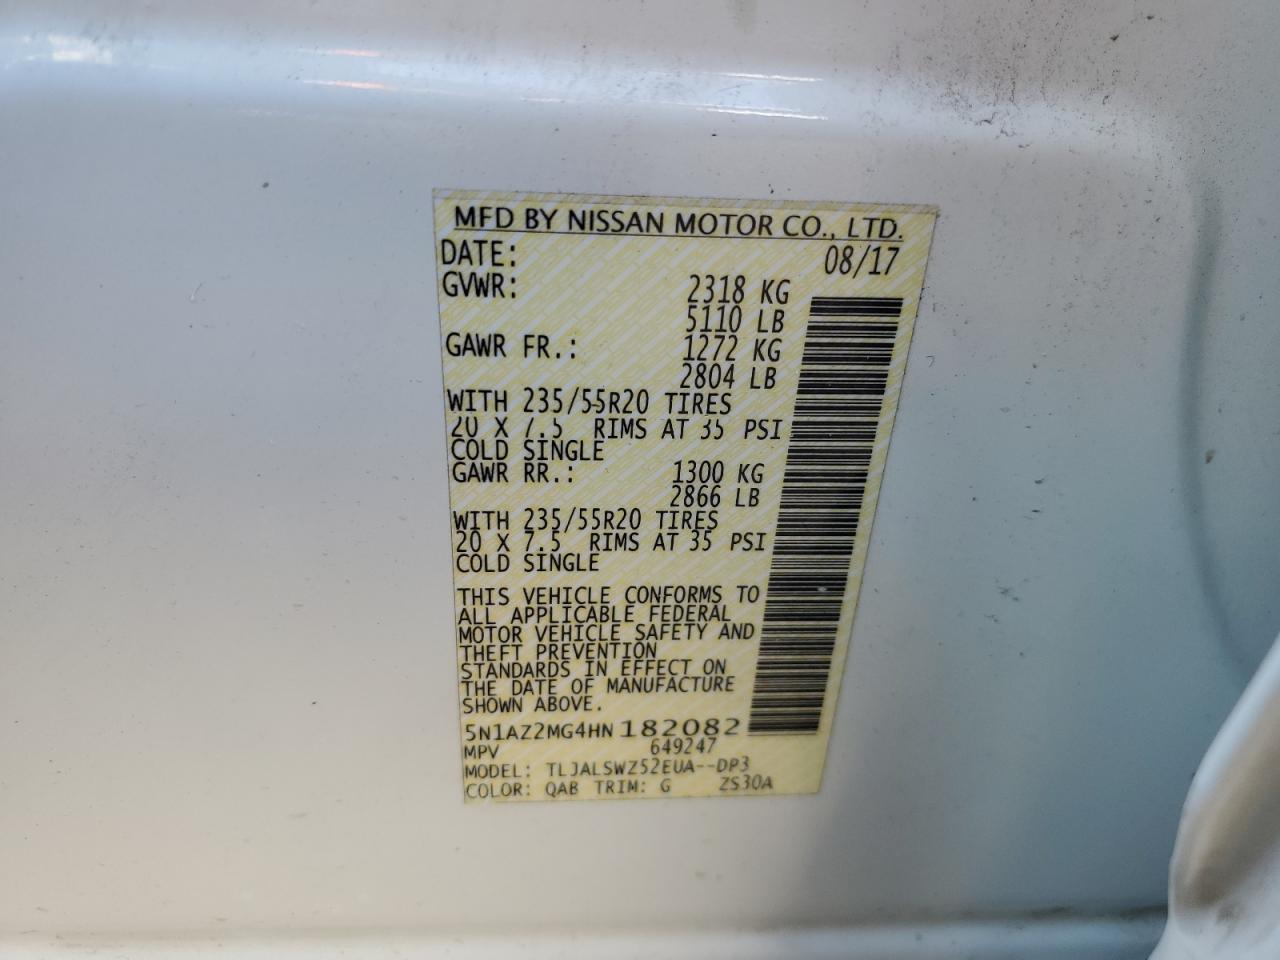 MFD BY NISSAN MOTOR CO., LTD.
DATE: 08/17
GVWR: 2318 KG
5110 LB
GAWR FR.: 1272 KG
2804 LB
WITH 235/55R20 TIRES
20 X 7.5 RIMS AT 35 PSI
COLD SINGLE
GAWR RR.: 1300 KG
2866 LB
WITH 235/55R20 TIRES
20 X 7.5 RIMS AT 35 PSI
COLD SINGLE
THIS VEHICLE CONFORMS TO
ALL APPLICABLE FEDERAL
MOTOR VEHICLE SAFETY AND
THEFT PREVENTION
STANDARDS IN EFFECT ON
THE DATE OF MANUFACTURE
SHOWN ABOVE.
5N1AZ2MG4HN182082
MPV 649247
MODEL: TLJALSWZ52EUA--DP3
COLOR: QAB TRIM: G ZS30A